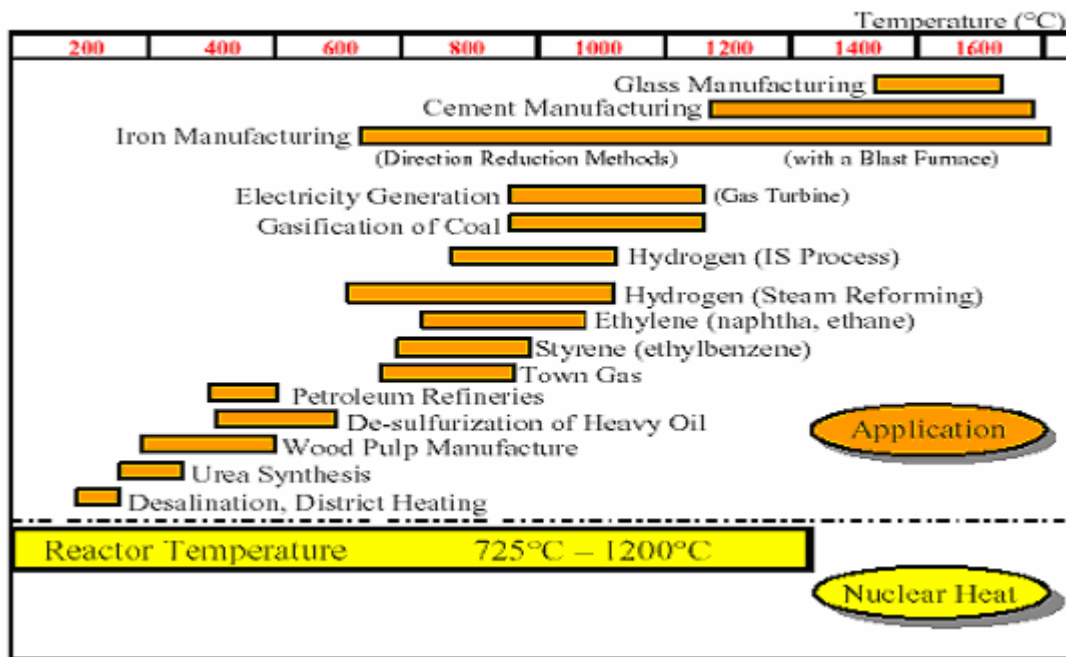 Temperature (°C)
200 400 600 800 1000 1200 1400 1600
Glass Manufacturing
Cement Manufacturing
Iron Manufacturing
(Direction Reduction Methods) (with a Blast Furnace)
Electricity Generation (Gas Turbine)
Gasification of Coal
Hydrogen (IS Process)
Hydrogen (Steam Reforming)
Ethylene (naphtha, ethane)
Styrene (ethylbenzene)
Town Gas
Petroleum Refineries
De-sulfurization of Heavy Oil
Application
Wood Pulp Manufacture
Urea Synthesis
Desalination, District Heating
Reactor Temperature 725°C – 1200°C
Nuclear Heat